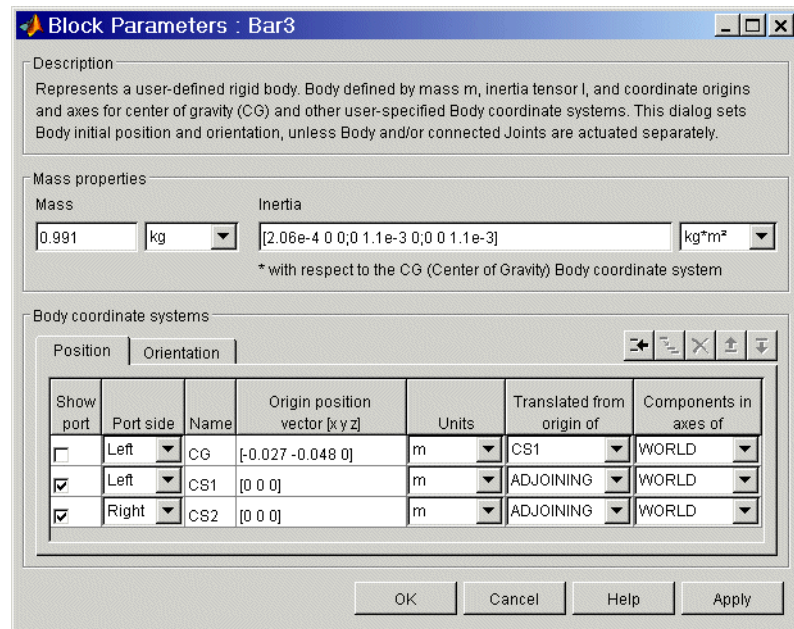 Block Parameters : Bar3
Description
Represents a user-defined rigid body. Body defined by mass m, inertia tensor I, and coordinate origins
and axes for center of gravity (CG) and other user-specified Body coordinate systems. This dialog sets
Body initial position and orientation, unless Body and/or connected Joints are actuated separately.
Mass properties
Mass Inertia
0.991 kg [2.06e-4 0 0;0 1.1e-3 0;0 0 1.1e-3] kg*m²
* with respect to the CG (Center of Gravity) Body coordinate system
Body coordinate systems
Position Orientation
Show port Port side Name Origin position vector [x y z] Units Translated from origin of Components in axes of
Left CG [-0.027 -0.048 0] m CS1 WORLD
Left CS1 [0 0 0] m ADJOINING WORLD
Right CS2 [0 0 0] m ADJOINING WORLD
OK Cancel Help Apply